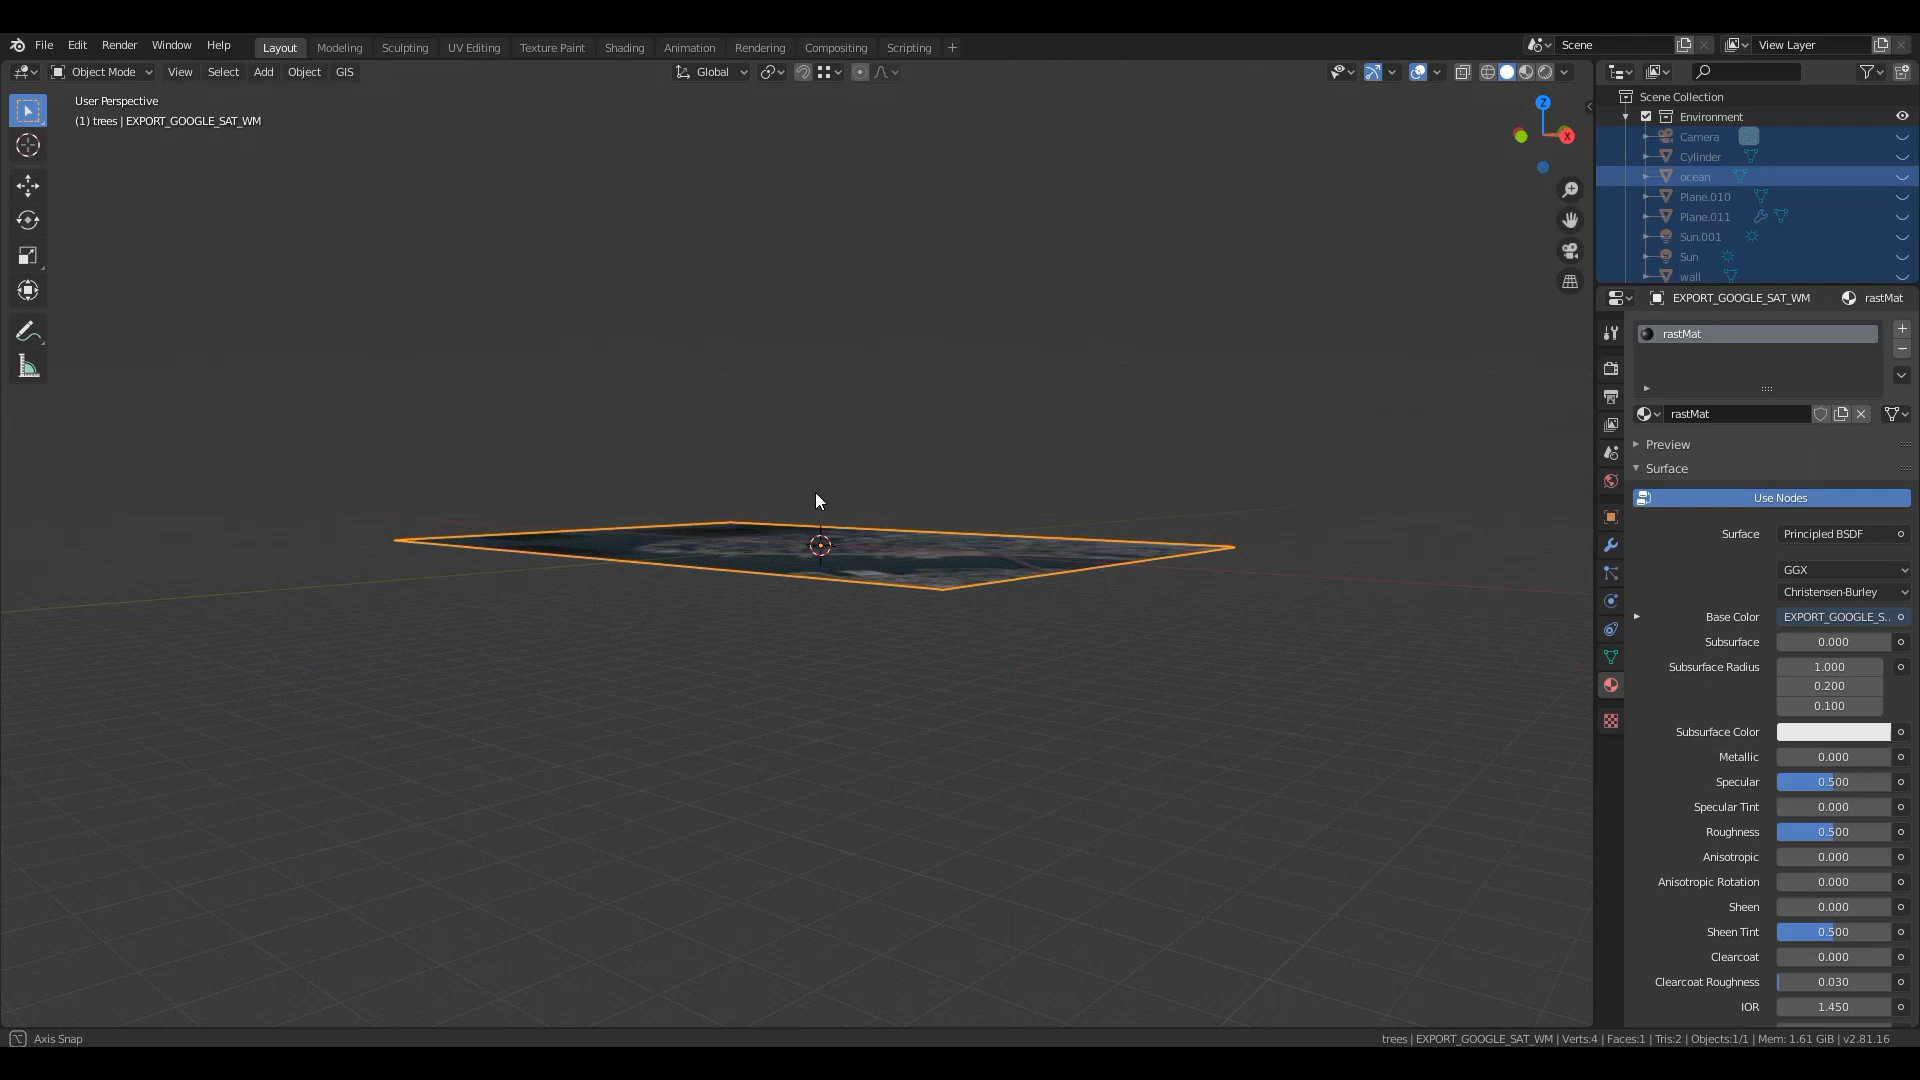 File Edit Render Window Help Layout Modeling Sculpting UV Editing Texture Paint Shading Animation Rendering Compositing Scripting + Scene View Layer
Object Mode View Select Add Object GIS Global
User Perspective
(1) trees | EXPORT_GOOGLE_SAT_WM
Z
X
Scene Collection
Environment
Camera
Cylinder
ocean
Plane.010
Plane.011
Sun.001
Sun
wall
EXPORT_GOOGLE_SAT_WM rastMat
rastMat
rastMat
Preview
Surface
Use Nodes
Surface Principled BSDF
GGX
Christensen-Burley
Base Color EXPORT_GOOGLE_S..
Subsurface 0.000
Subsurface Radius 1.000
0.200
0.100
Subsurface Color
Metallic 0.000
Specular 0.500
Specular Tint 0.000
Roughness 0.500
Anisotropic 0.000
Anisotropic Rotation 0.000
Sheen 0.000
Sheen Tint 0.500
Clearcoat 0.000
Clearcoat Roughness 0.030
IOR 1.450
Axis Snap trees | EXPORT_GOOGLE_SAT_WM | Verts:4 | Faces:1 | Tris:2 | Objects:1/1 | Mem: 1.61 GiB | v2.81.16